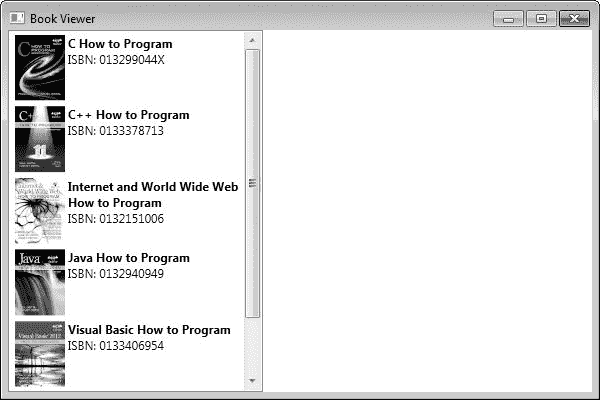 Book Viewer
C How to Program
ISBN: 013299044X
C++ How to Program
ISBN: 0133378713
Internet and World Wide Web
How to Program
ISBN: 0132151006
Java How to Program
ISBN: 0132940949
Visual Basic How to Program
ISBN: 0133406954